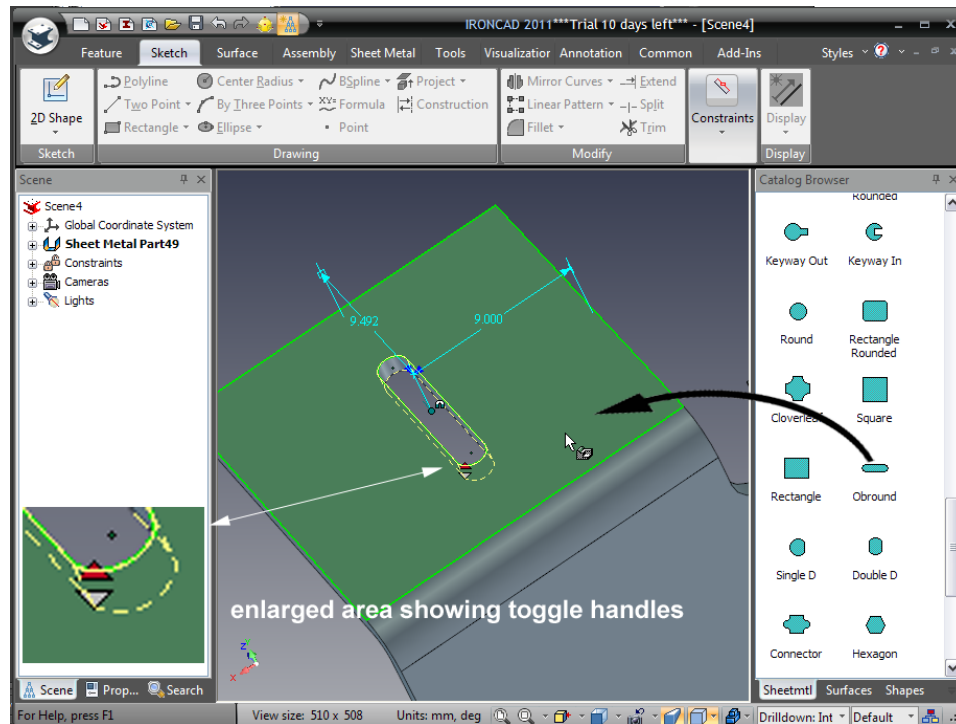 IRONCAD 2011***Trial 10 days left*** - [Scene4]
Feature Sketch Surface Assembly Sheet Metal Tools Visualization Annotation Common Add-Ins Styles
2D Shape
Polyline Center Radius BSpline Project
Two Point By Three Points XY= Formula Construction
Rectangle Ellipse Point
Mirror Curves Extend
Linear Pattern Split
Fillet Trim
Constraints
Display
Sketch Drawing Modify Display
Scene
Scene4
Global Coordinate System
Sheet Metal Part49
Constraints
Cameras
Lights
9.492
9.000
enlarged area showing toggle handles
z
x
Catalog Browser
Rounded
Keyway Out Keyway In
Round Rectangle
Rounded
Cloverleaf Square
Rectangle Obround
Single D Double D
Connector Hexagon
Scene Prop... Search
Sheetmtl Surfaces Shapes
For Help, press F1 View size: 510 x 508 Units: mm, deg Drilldown: Int Default